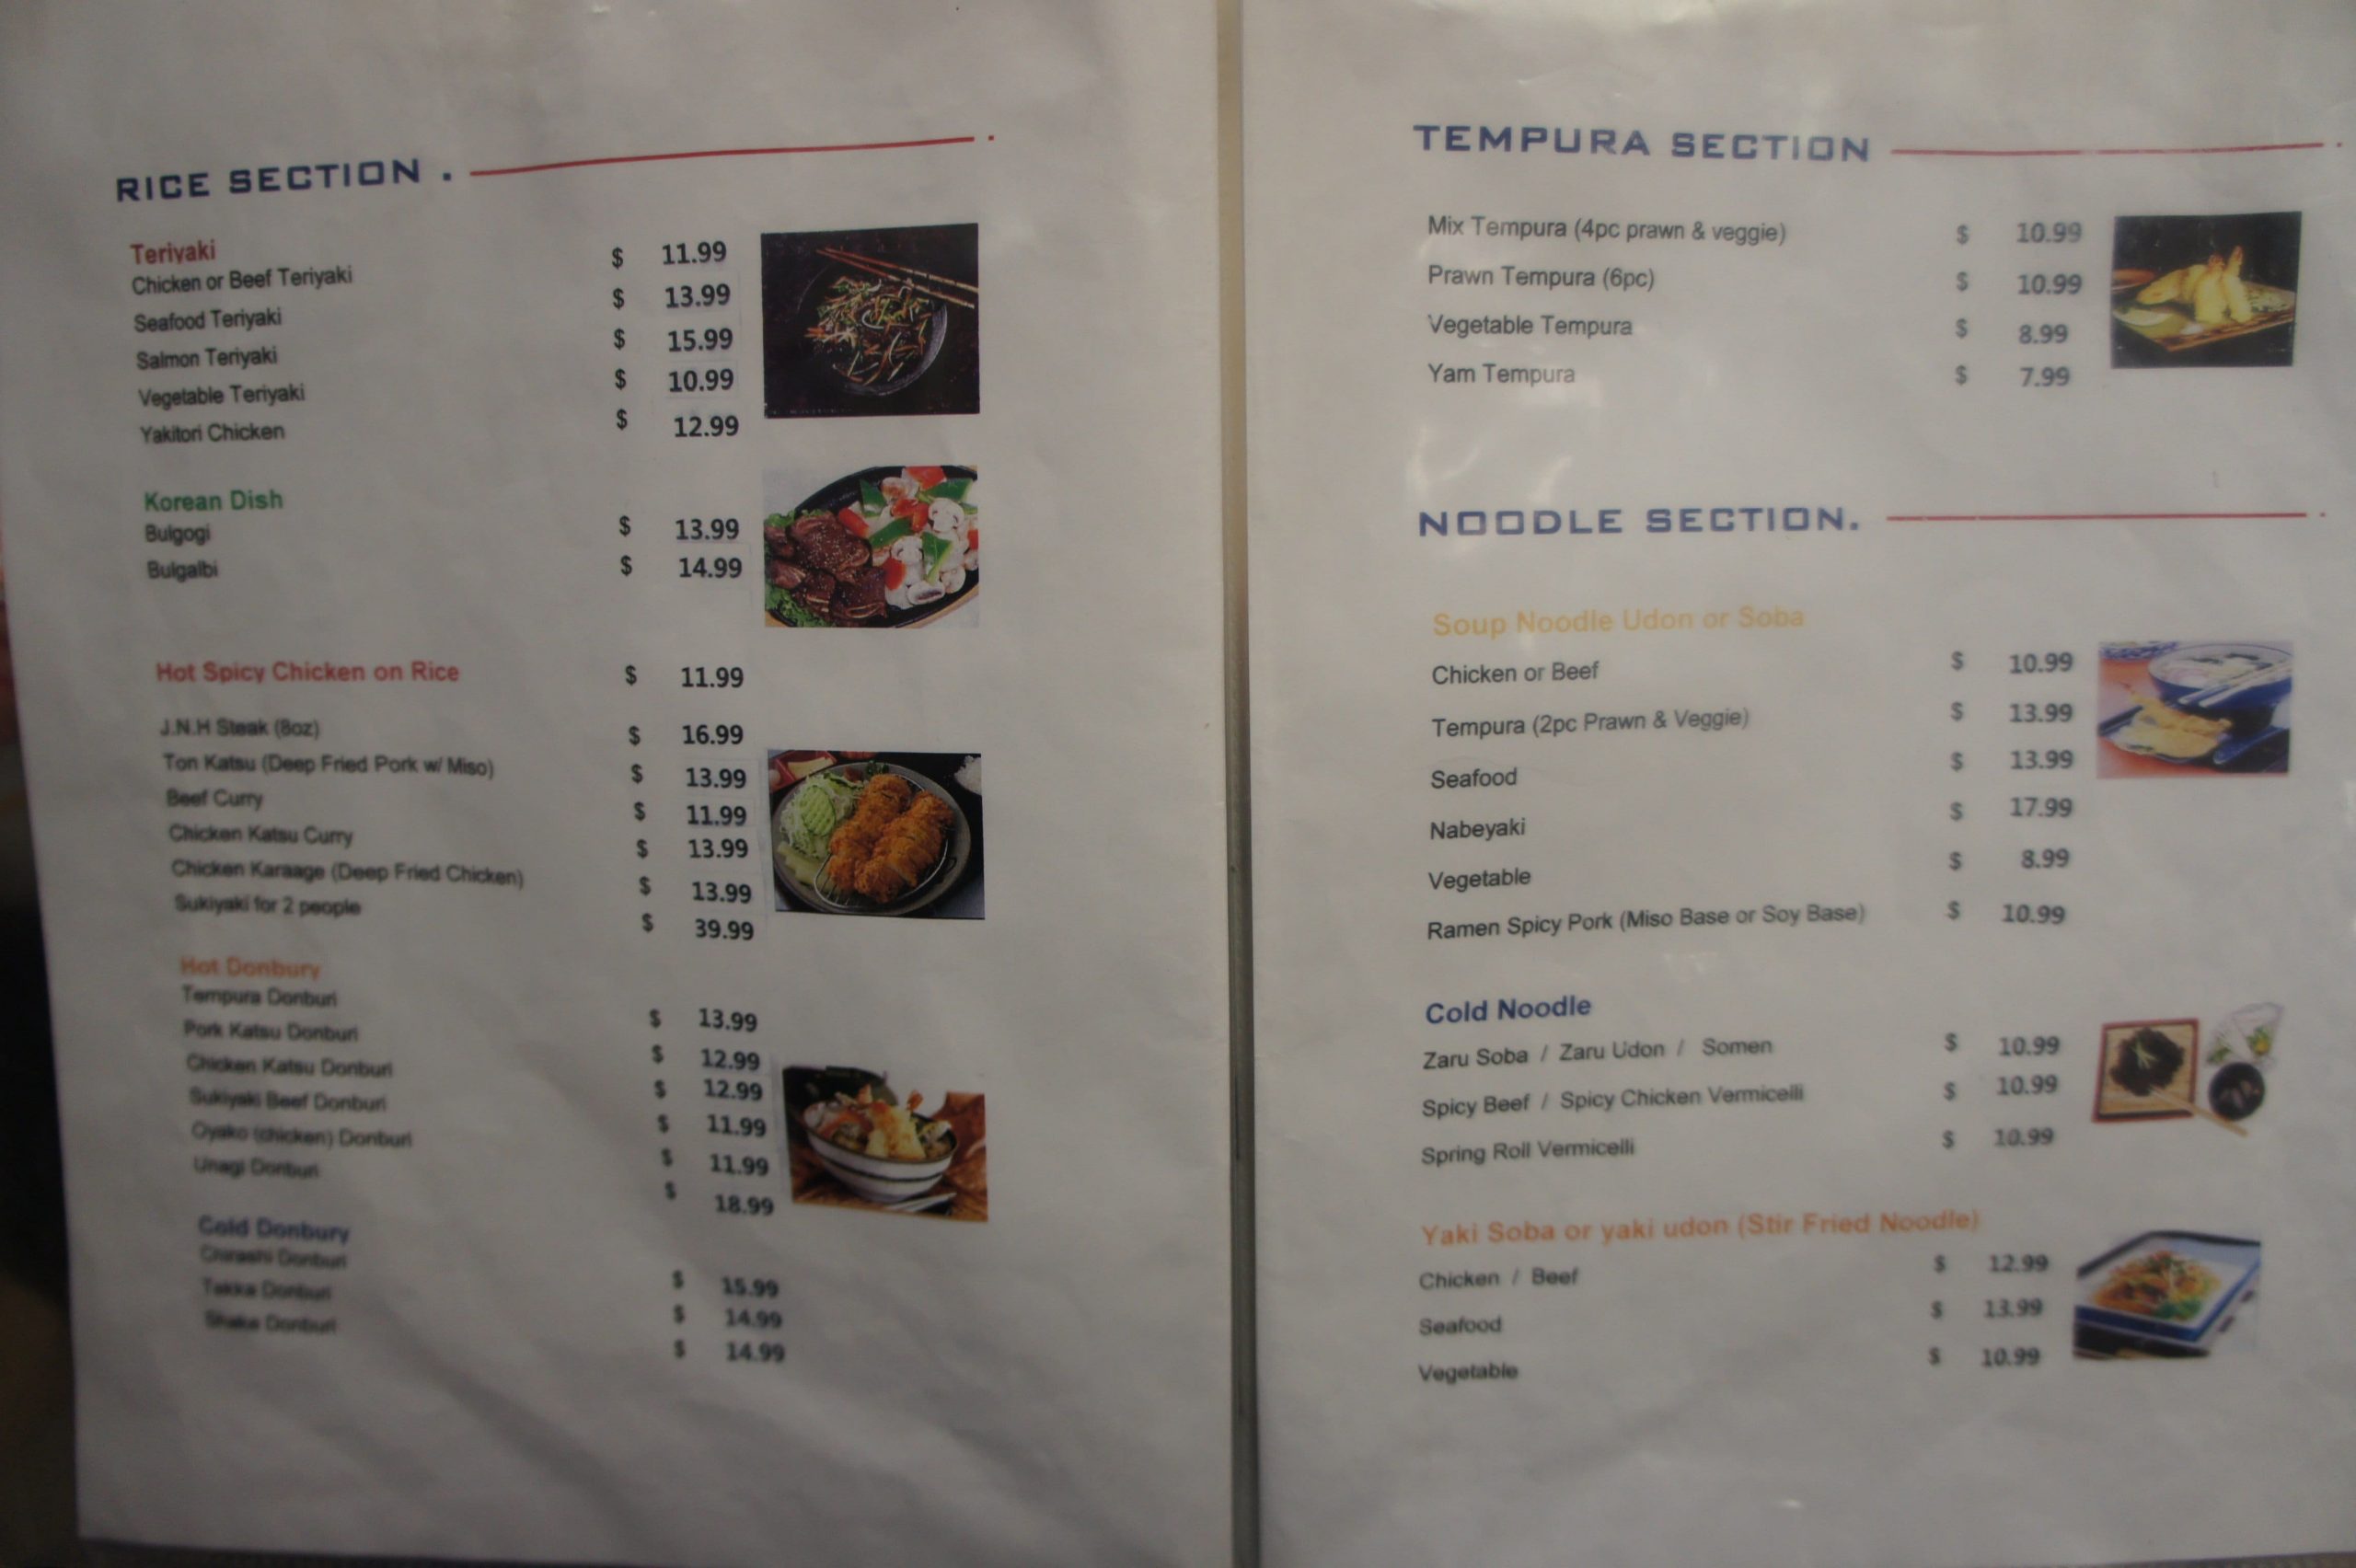 RICE SECTION .
Teriyaki
Chicken or Beef Teriyaki $ 11.99
Seafood Teriyaki $ 13.99
Salmon Teriyaki $ 15.99
Vegetable Teriyaki $ 10.99
Yakitori Chicken $ 12.99
Korean Dish
Bulgogi $ 13.99
Bulgalbi $ 14.99
Hot Spicy Chicken on Rice $ 11.99
J.N.H Steak (8oz) $ 16.99
Ton Katsu (Deep Fried Pork w/ Miso) $ 13.99
Beef Curry $ 11.99
Chicken Katsu Curry $ 13.99
Chicken Karaage (Deep Fried Chicken) $ 13.99
Sukiyaki for 2 people $ 39.99
Hot Donbury
Tempura Donburi $ 13.99
Pork Katsu Donburi $ 12.99
Chicken Katsu Donburi $ 12.99
Sukiyaki Beef Donburi $ 11.99
Oyako (chicken) Donburi $ 11.99
Unagi Donburi $ 18.99
Cold Donbury
Chirashi Donburi $ 15.99
Tekka Donburi $ 14.99
Shake Donburi $ 14.99
TEMPURA SECTION
Mix Tempura (4pc prawn & veggie) $ 10.99
Prawn Tempura (6pc) $ 10.99
Vegetable Tempura $ 8.99
Yam Tempura $ 7.99
NOODLE SECTION.
Soup Noodle Udon or Soba
Chicken or Beef $ 10.99
Tempura (2pc Prawn & Veggie) $ 13.99
Seafood $ 13.99
Nabeyaki $ 17.99
Vegetable $ 8.99
Ramen Spicy Pork (Miso Base or Soy Base) $ 10.99
Cold Noodle
Zaru Soba / Zaru Udon / Somen $ 10.99
Spicy Beef / Spicy Chicken Vermicelli $ 10.99
Spring Roll Vermicelli $ 10.99
Yaki Soba or yaki udon (Stir Fried Noodle)
Chicken / Beef $ 12.99
Seafood $ 13.99
Vegetable $ 10.99